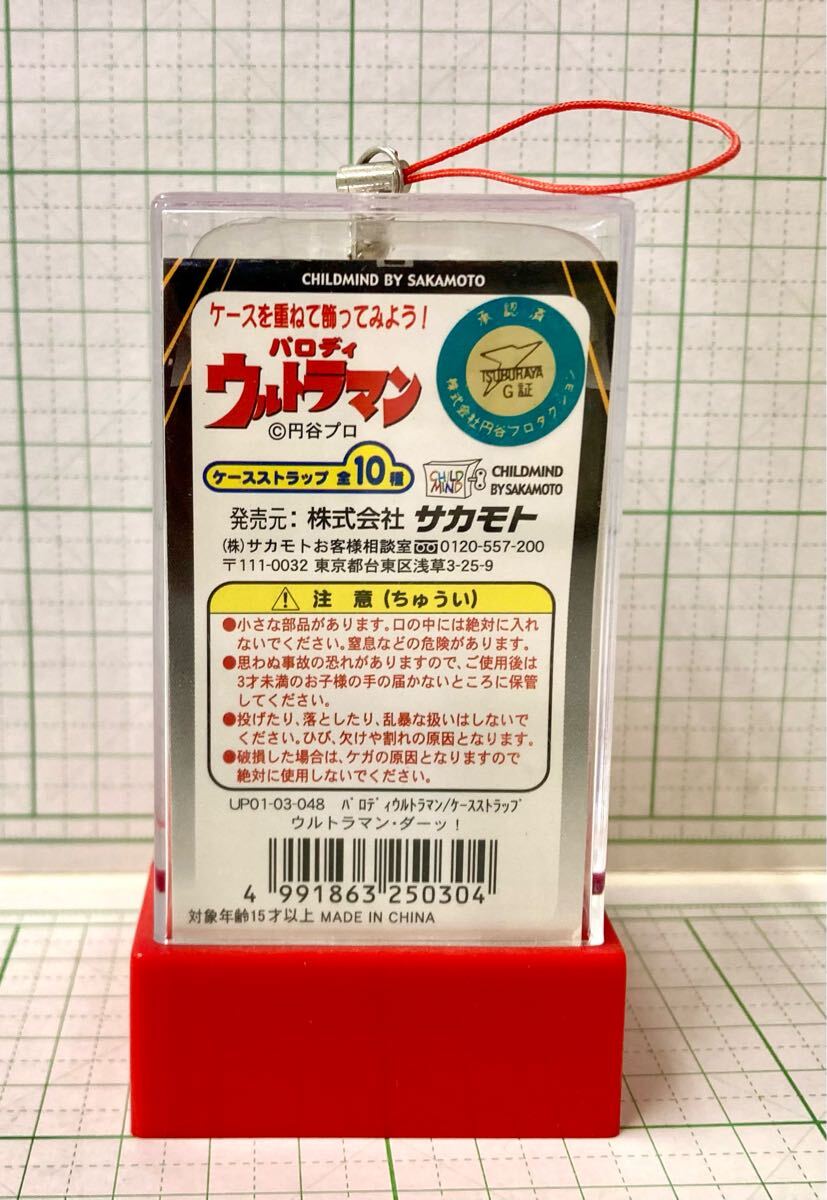 CHILDMIND BY SAKAMOTO
ケースを重ねて飾ってみよう!
パロディ
ウルトラマン
©円谷プロ
承認済
TSUBURAYA
G証
株式会社円谷プロダクション
ケースストラップ 全10種
CHILD MIND
CHILDMIND
BY SAKAMOTO
発売元: 株式会社 サカモト
(株)サカモトお客様相談室 0120-557-200
〒111-0032 東京都台東区浅草3-25-9
⚠ 注 意 (ちゅうい)
●小さな部品があります。口の中には絶対に入れ
ないでください。窒息などの危険があります。
●思わぬ事故の恐れがありますので、ご使用後は
3才未満のお子様の手の届かないところに保管
してください。
●投げたり、落としたり、乱暴な扱いはしないで
ください。ひび、欠けや割れの原因となります。
●破損した場合は、ケガの原因となりますので
絶対に使用しないでください。
UP01-03-048 パロディウルトラマン/ケースストラップ
ウルトラマン・ダーッ!
4 991863 250304
対象年齢15才以上 MADE IN CHINA